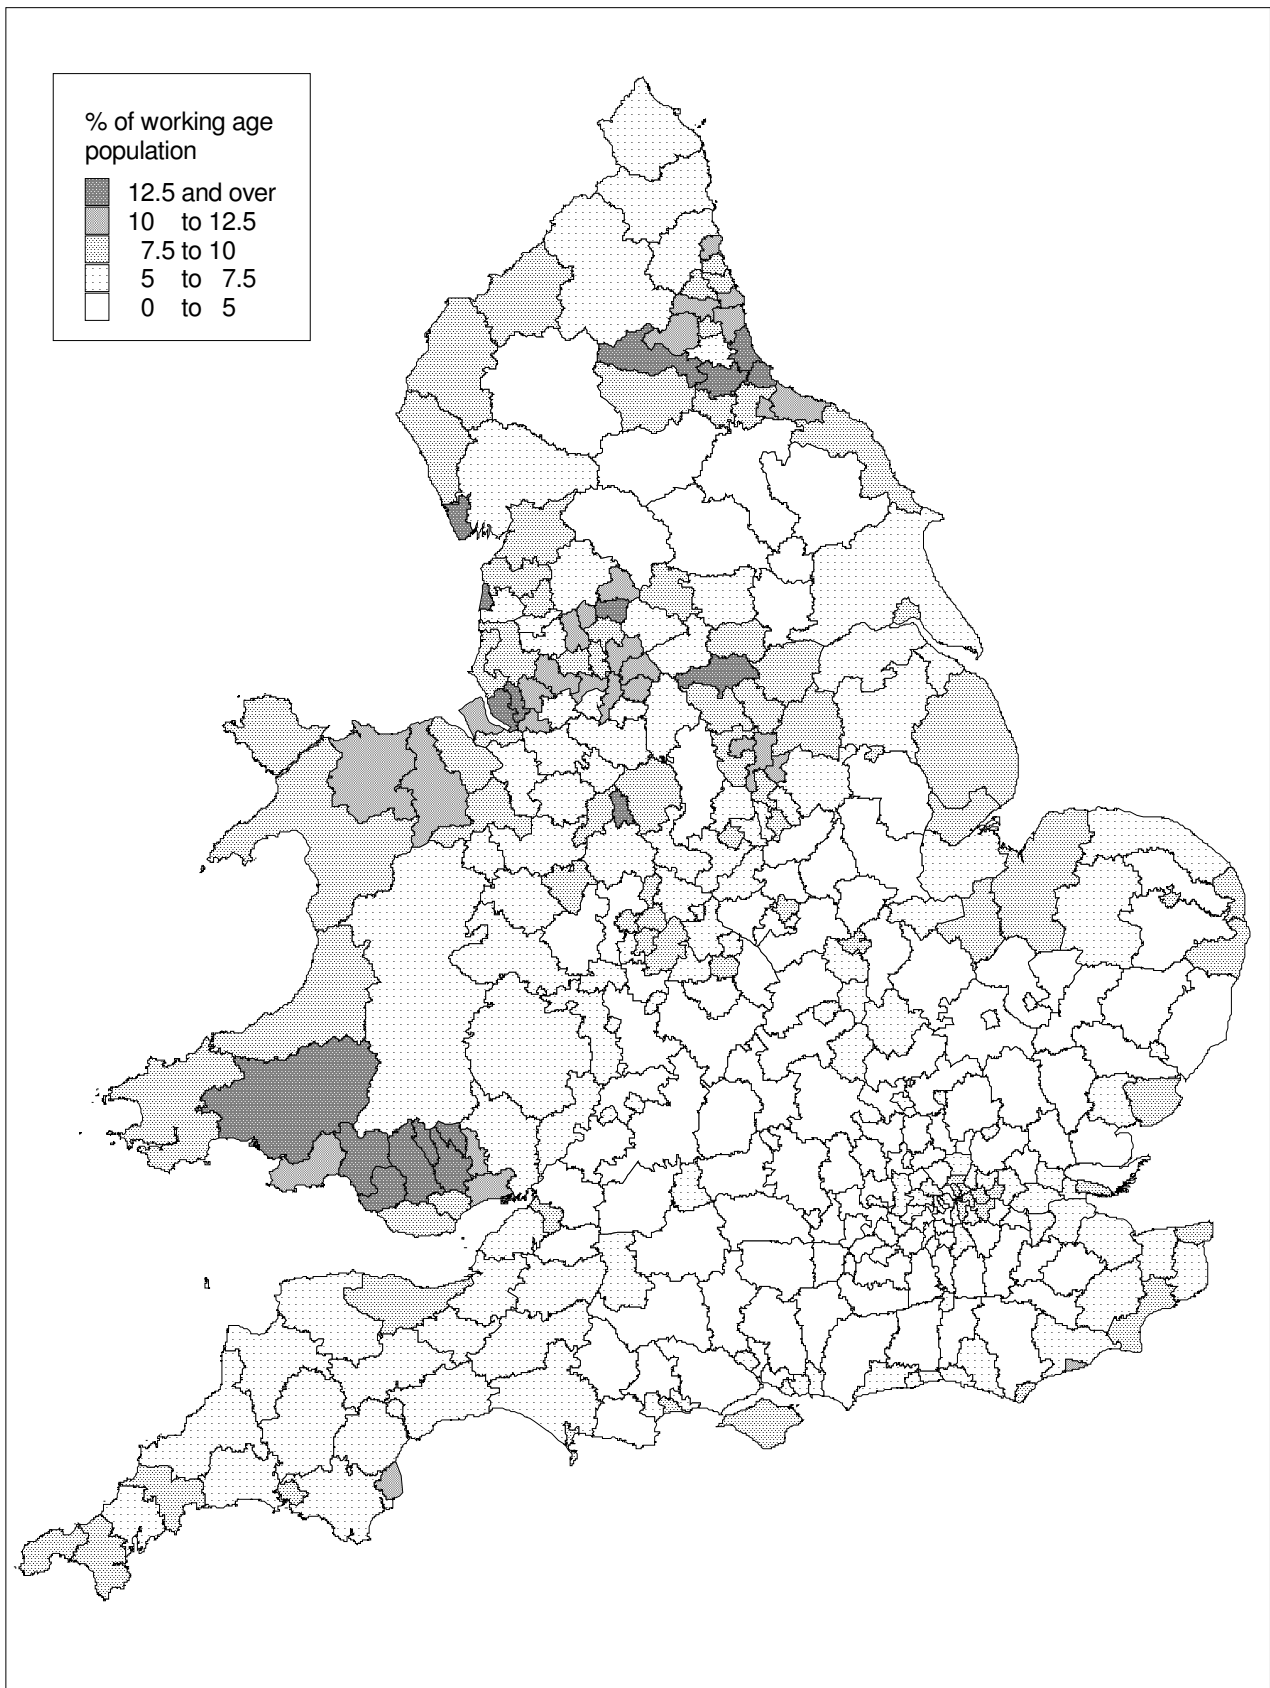 % of working age
population
12.5 and over
10 to 12.5
7.5 to 10
5 to 7.5
0 to 5